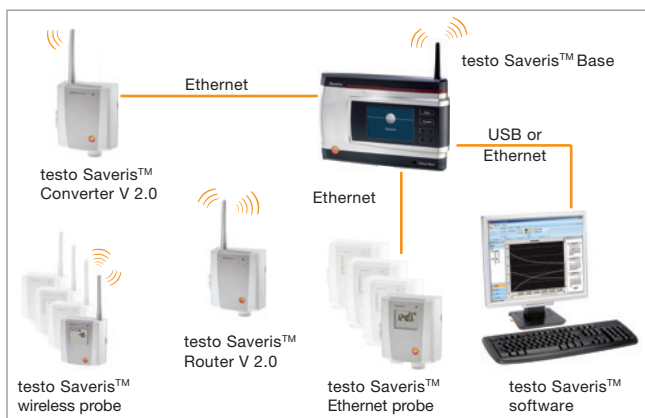 testo Saveris™ Base
Ethernet
USB or
Ethernet
testo Saveris™
Converter V 2.0
Ethernet
testo Saveris™
Router V 2.0
testo Saveris™
wireless probe
testo Saveris™
Ethernet probe
testo Saveris™
software